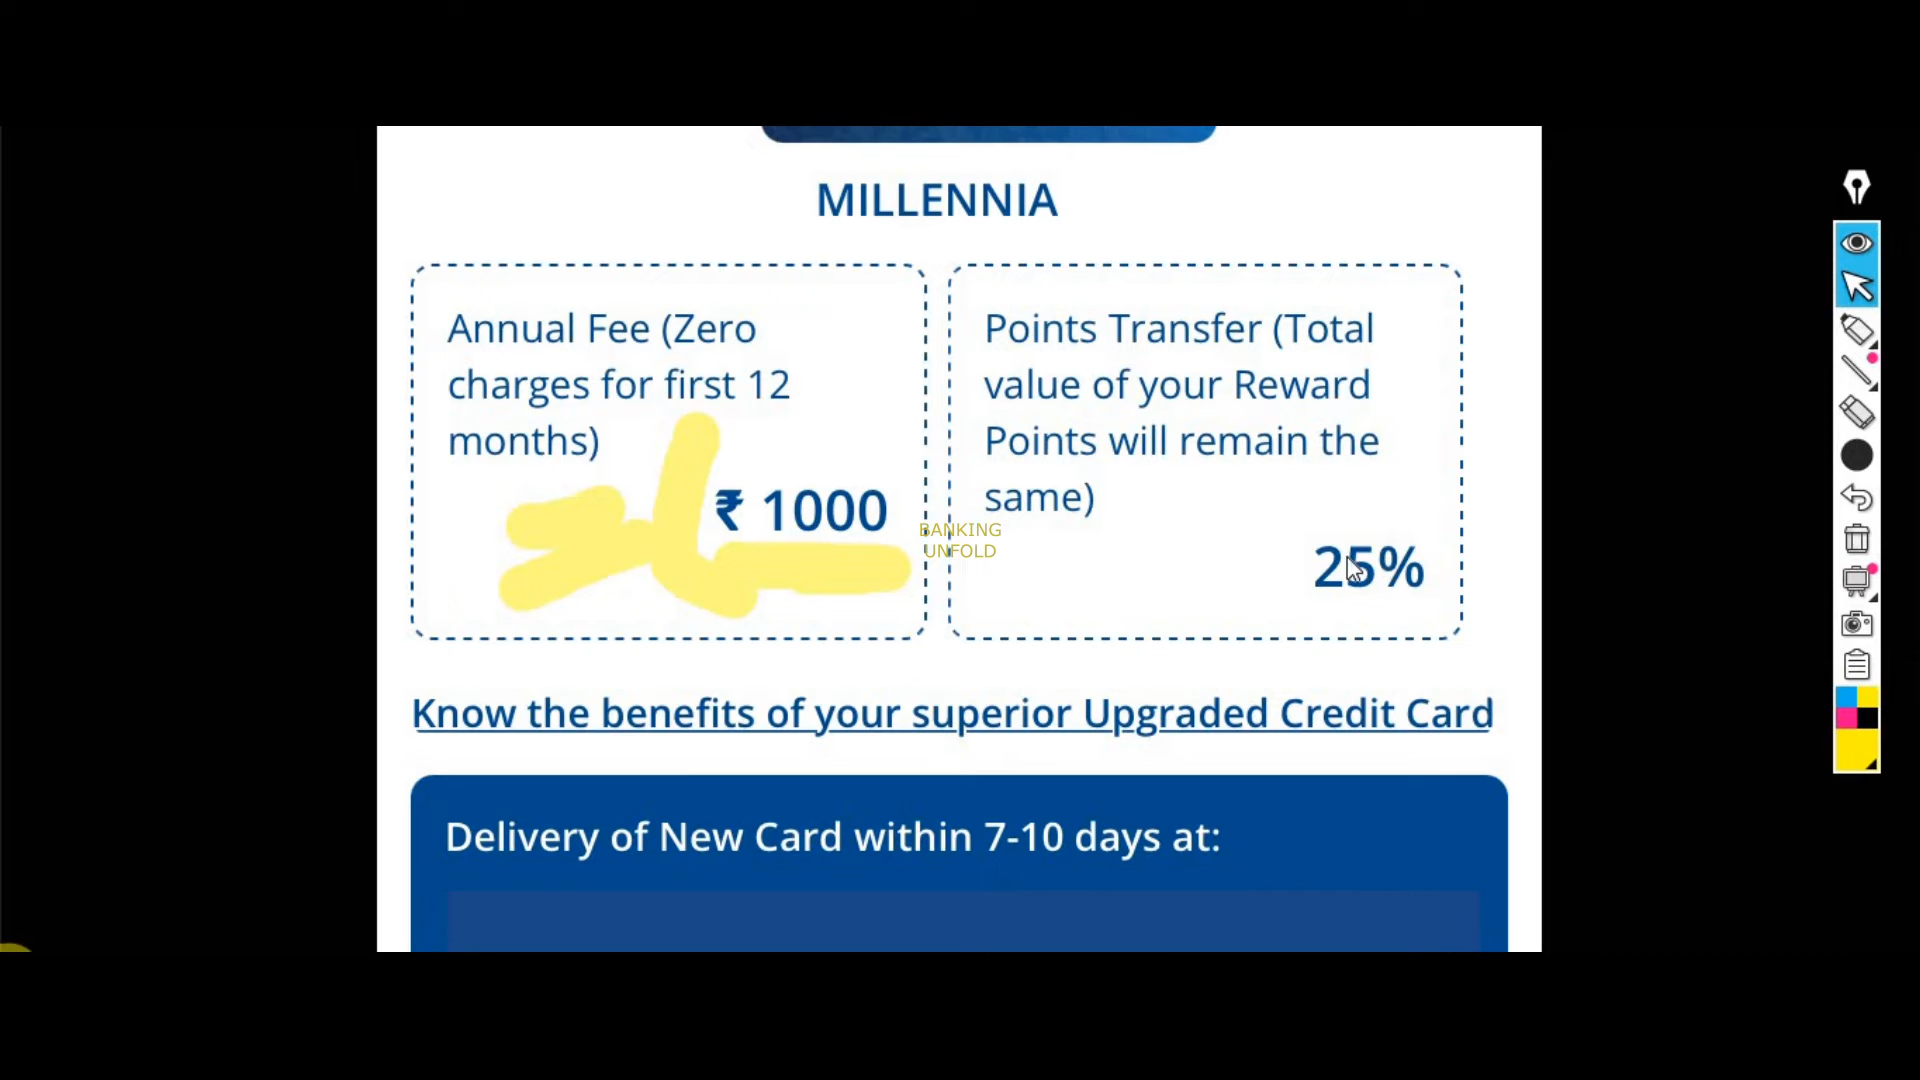 MILLENNIA
Annual Fee (Zero
charges for first 12
months)
₹ 1000
Points Transfer (Total
value of your Reward
Points will remain the
same)
25%
BANKING
UNFOLD
Know the benefits of your superior Upgraded Credit Card
Delivery of New Card within 7-10 days at: